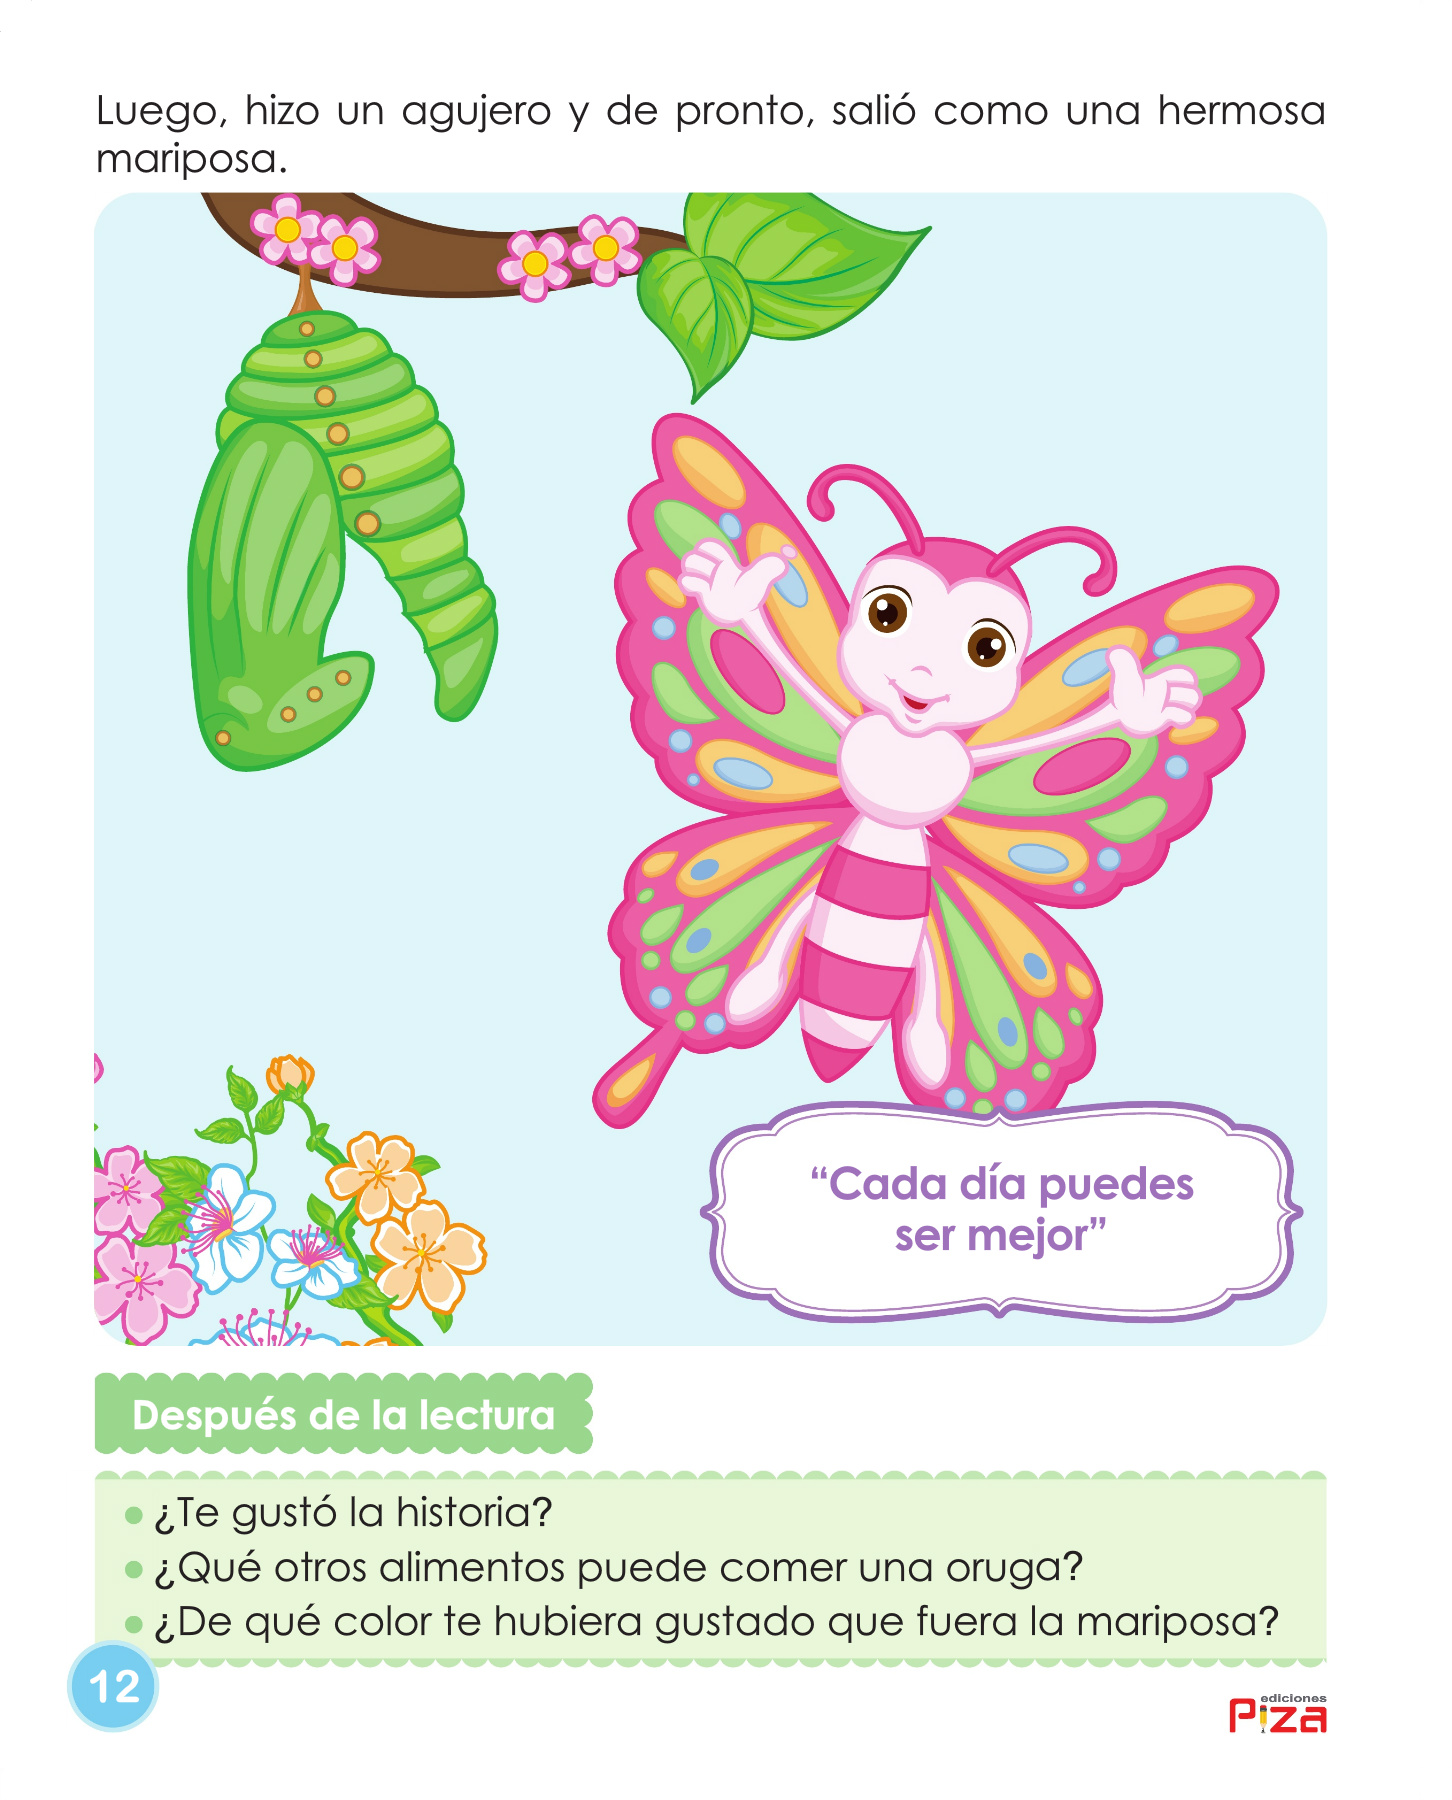 Luego, hizo un agujero y de pronto, salió como una hermosa
mariposa.
“Cada día puedes
ser mejor”
Después de la lectura
¿Te gustó la historia?
¿Qué otros alimentos puede comer una oruga?
¿De qué color te hubiera gustado que fuera la mariposa?
12
ediciones
Piza